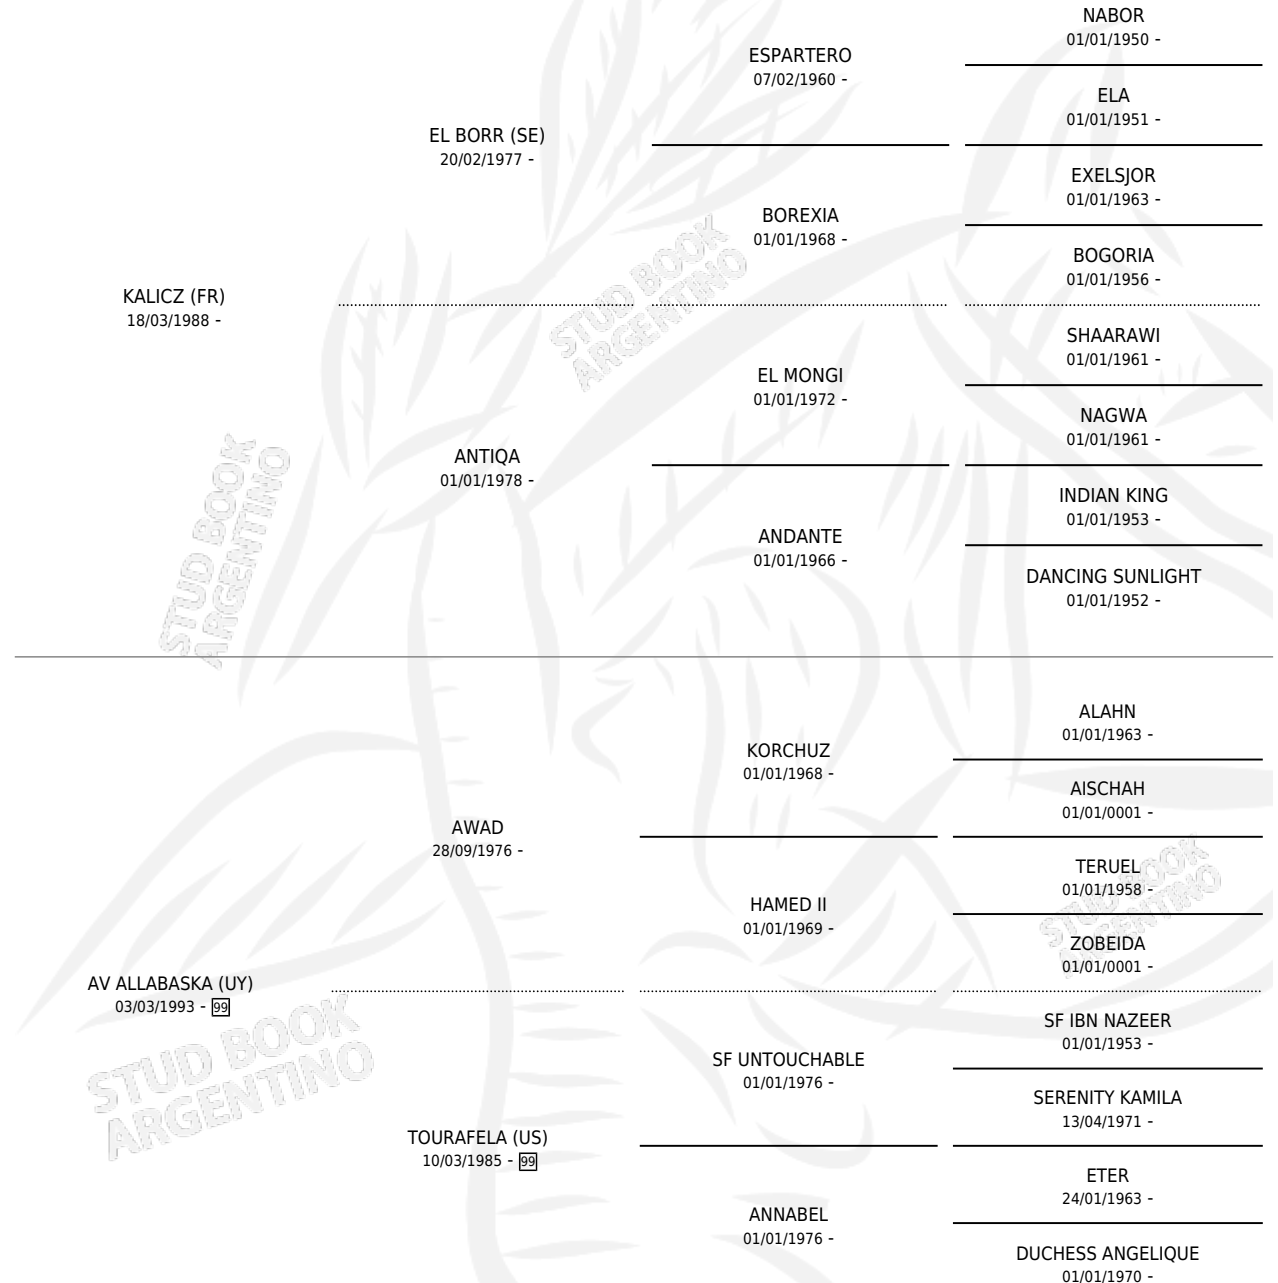 NABOR
01/01/1950 -
ESPARTERO
07/02/1960 -
ELA
01/01/1951 -
EL BORR (SE)
20/02/1977 -
EXELSJOR
01/01/1963 -
BOREXIA
01/01/1968 -
BOGORIA
01/01/1956 -
KALICZ (FR)
18/03/1988 -
SHAARAWI
01/01/1961 -
EL MONGI
01/01/1972 -
NAGWA
01/01/1961 -
ANTIQA
01/01/1978 -
INDIAN KING
01/01/1953 -
ANDANTE
01/01/1966 -
DANCING SUNLIGHT
01/01/1952 -
ALAHN
01/01/1963 -
KORCHUZ
01/01/1968 -
AISCHAH
01/01/0001 -
AWAD
28/09/1976 -
TERUEL
01/01/1958 -
HAMED II
01/01/1969 -
ZOBEIDA
01/01/0001 -
AV ALLABASKA (UY)
03/03/1993 - 99
SF IBN NAZEER
01/01/1953 -
SF UNTOUCHABLE
01/01/1976 -
SERENITY KAMILA
13/04/1971 -
TOURAFELA (US)
10/03/1985 - 99
ETER
24/01/1963 -
ANNABEL
01/01/1976 -
DUCHESS ANGELIQUE
01/01/1970 -
STUD BOOK
ARGENTINO
STUD BOOK
ARGENTINO
STUD BOOK
ARGENTINO
STUD BOOK
ARGENTINO